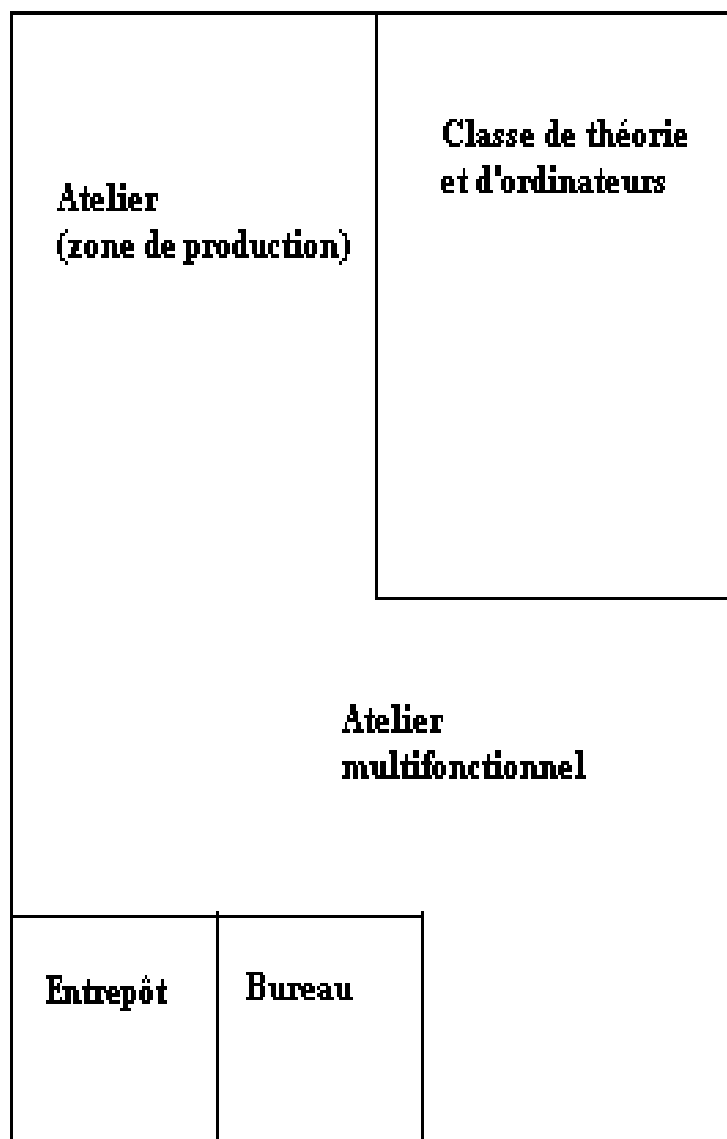 Classe de théorie
et d'ordinateurs
Atelier
(zone de production)
Atelier
multifonctionnel
Entrepôt
Bureau